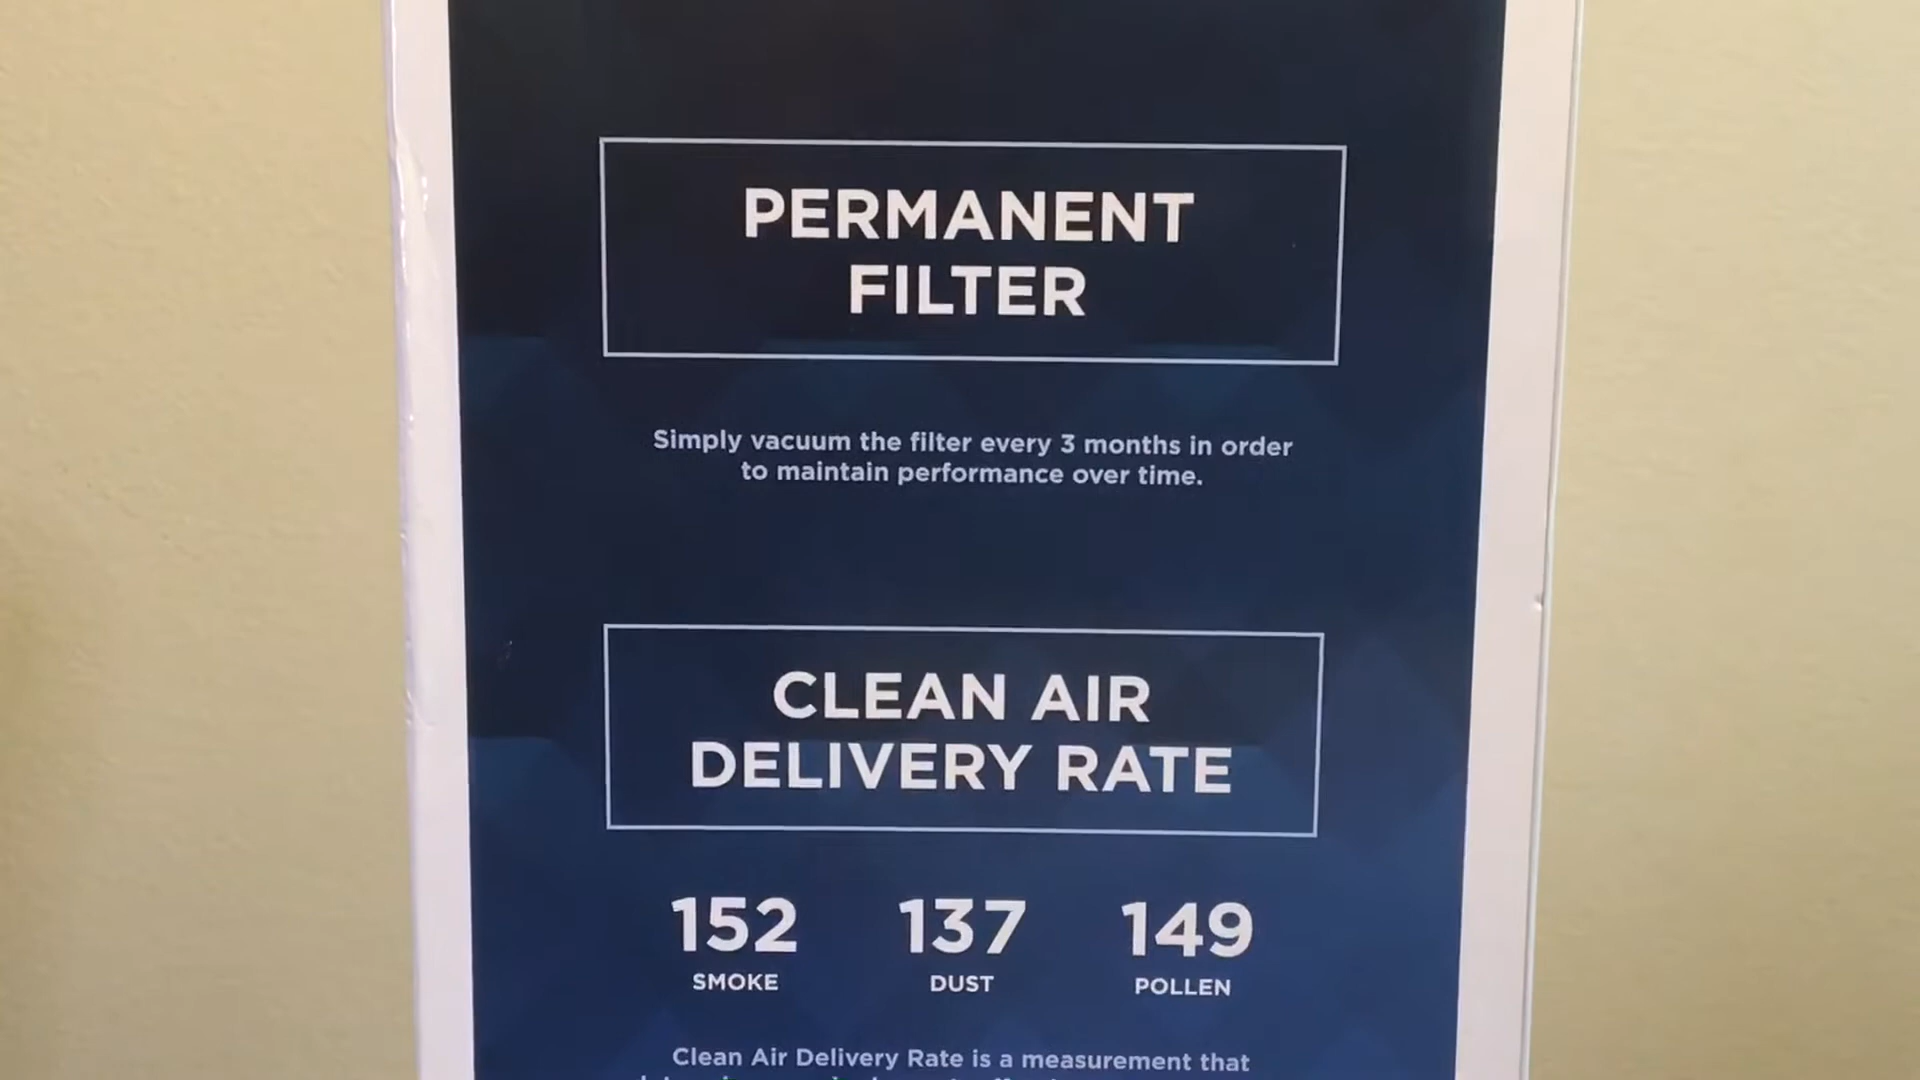 PERMANENT
FILTER
Simply vacuum the filter every 3 months in order
to maintain performance over time.
CLEAN AIR
DELIVERY RATE
152 137 149
SMOKE DUST POLLEN
Clean Air Delivery Rate is a measurement that